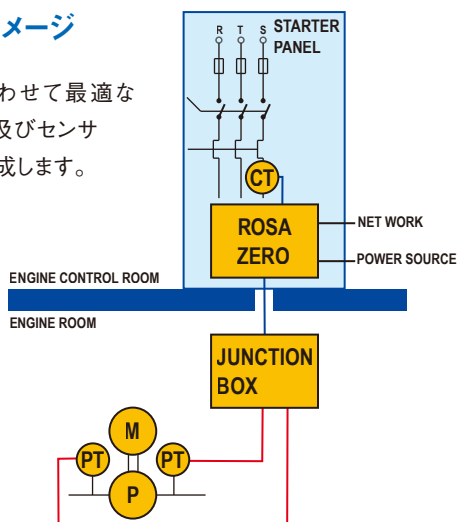 メージ
わせて最適な
及びセンサ
成します。
R T S
STARTER
PANEL
CT
ROSA
ZERO
NET WORK
POWER SOURCE
ENGINE CONTROL ROOM
ENGINE ROOM
JUNCTION
BOX
M
PT
PT
P